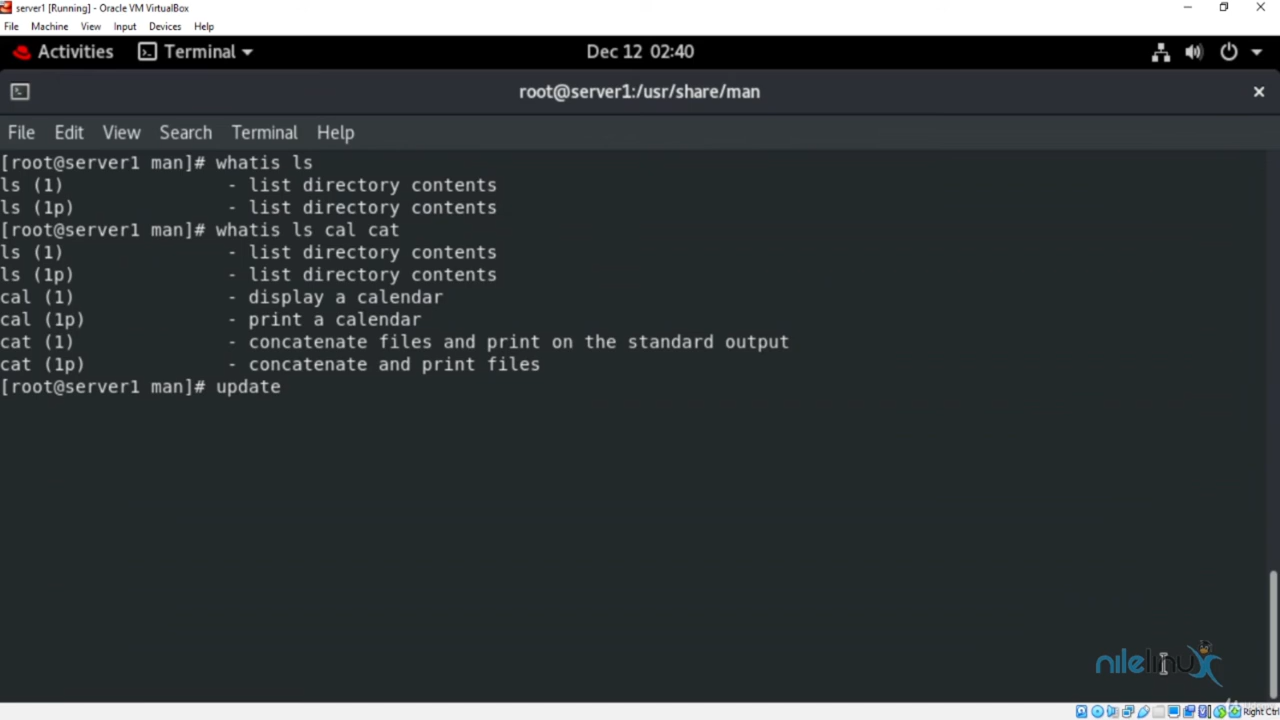 server1 [Running] - Oracle VM VirtualBox
File Machine View Input Devices Help
Activities Terminal Dec 12 02:40
root@server1:/usr/share/man
File Edit View Search Terminal Help
[root@server1 man]# whatis ls
ls (1) - list directory contents
ls (1p) - list directory contents
[root@server1 man]# whatis ls cal cat
ls (1) - list directory contents
ls (1p) - list directory contents
cal (1) - display a calendar
cal (1p) - print a calendar
cat (1) - concatenate files and print on the standard output
cat (1p) - concatenate and print files
[root@server1 man]# update
nilelinux
Right Ctrl